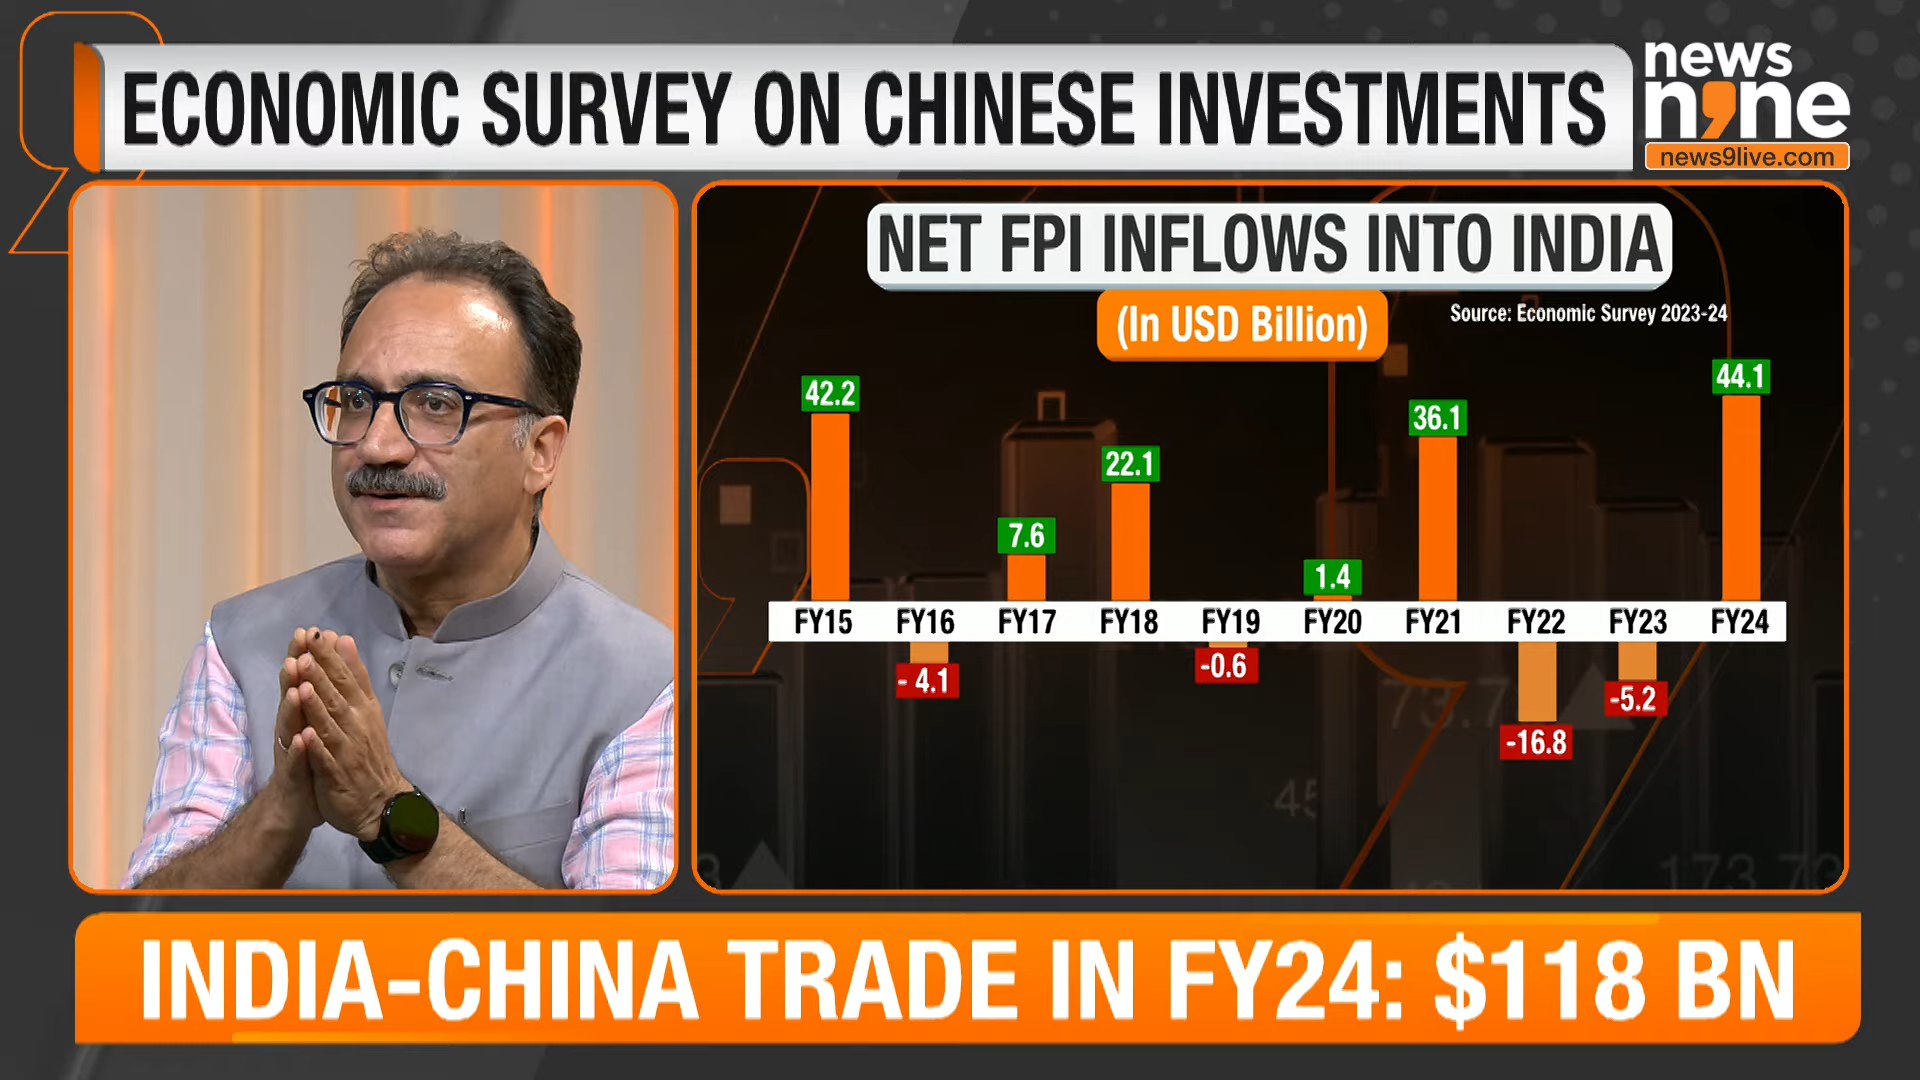 ECONOMIC SURVEY ON CHINESE INVESTMENTS
news
n9ne
news9live.com
NET FPI INFLOWS INTO INDIA
(In USD Billion)
Source: Economic Survey 2023-24
42.2
7.6
22.1
1.4
36.1
44.1
FY15 FY16 FY17 FY18 FY19 FY20 FY21 FY22 FY23 FY24
- 4.1
-0.6
-16.8
-5.2
INDIA-CHINA TRADE IN FY24: $118 BN